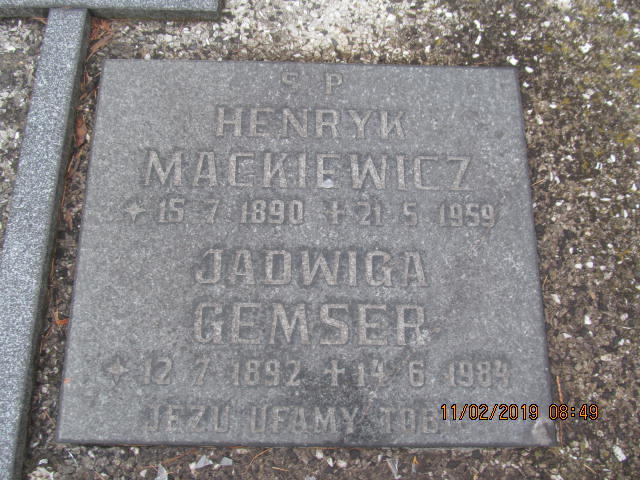 Ś P
HENRYK
MACKIEWICZ
✦ 15 7 1890 ✝ 21 5 1959
JADWIGA
GEMSER
✦ 12 7 1892 ✝ 14 6 1984
JEZU UFAMY
11/02/2019 08:49